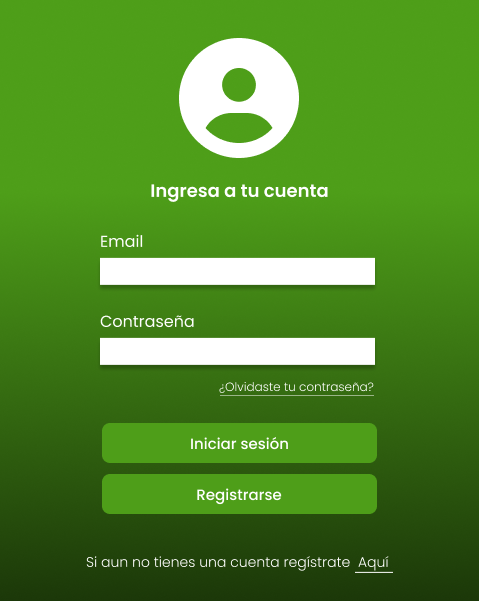 Ingresa a tu cuenta
Email
Contraseña
¿Olvidaste tu contraseña?
Iniciar sesión
Registrarse
Si aun no tienes una cuenta regístrate Aquí